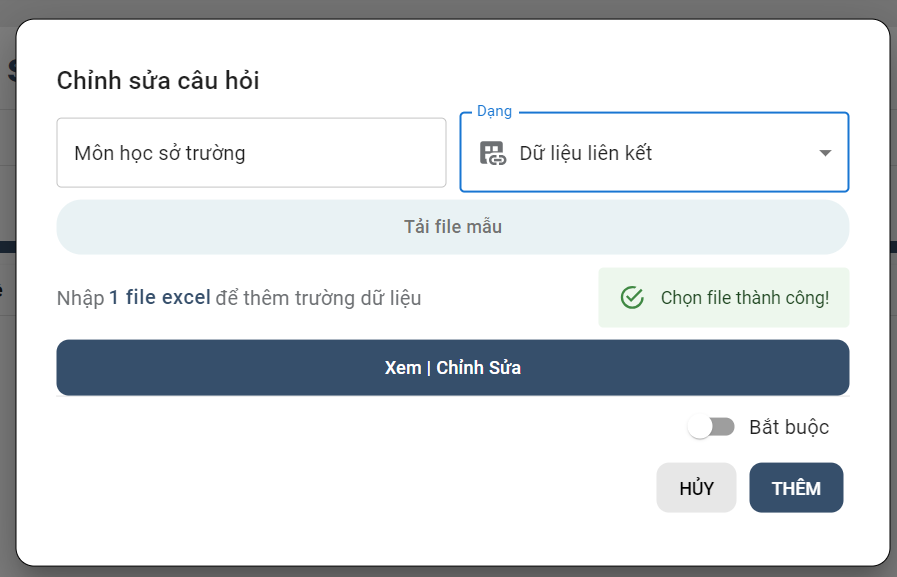 Chỉnh sửa câu hỏi
Dạng
Môn học sở trường
Dữ liệu liên kết
Tải file mẫu
Nhập 1 file excel để thêm trường dữ liệu
Chọn file thành công!
Xem | Chỉnh Sửa
Bắt buộc
HỦY
THÊM